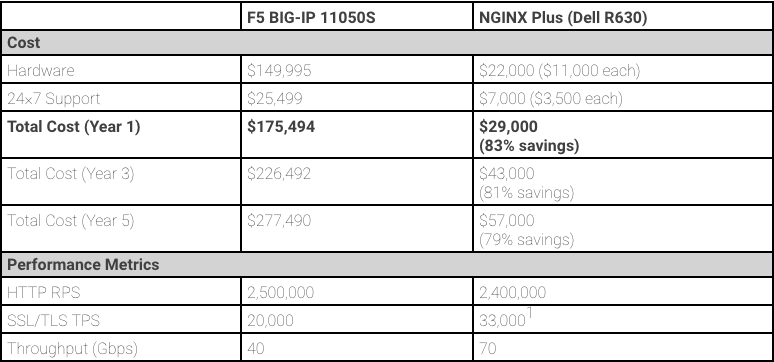 F5 BIG-IP 11050S NGINX Plus (Dell R630)
Cost
Hardware $149,995 $22,000 ($11,000 each)
24×7 Support $25,499 $7,000 ($3,500 each)
Total Cost (Year 1) $175,494 $29,000
(83% savings)
Total Cost (Year 3) $226,492 $43,000
(81% savings)
Total Cost (Year 5) $277,490 $57,000
(79% savings)
Performance Metrics
HTTP RPS 2,500,000 2,400,000
SSL/TLS TPS 20,000 33,000¹
Throughput (Gbps) 40 70